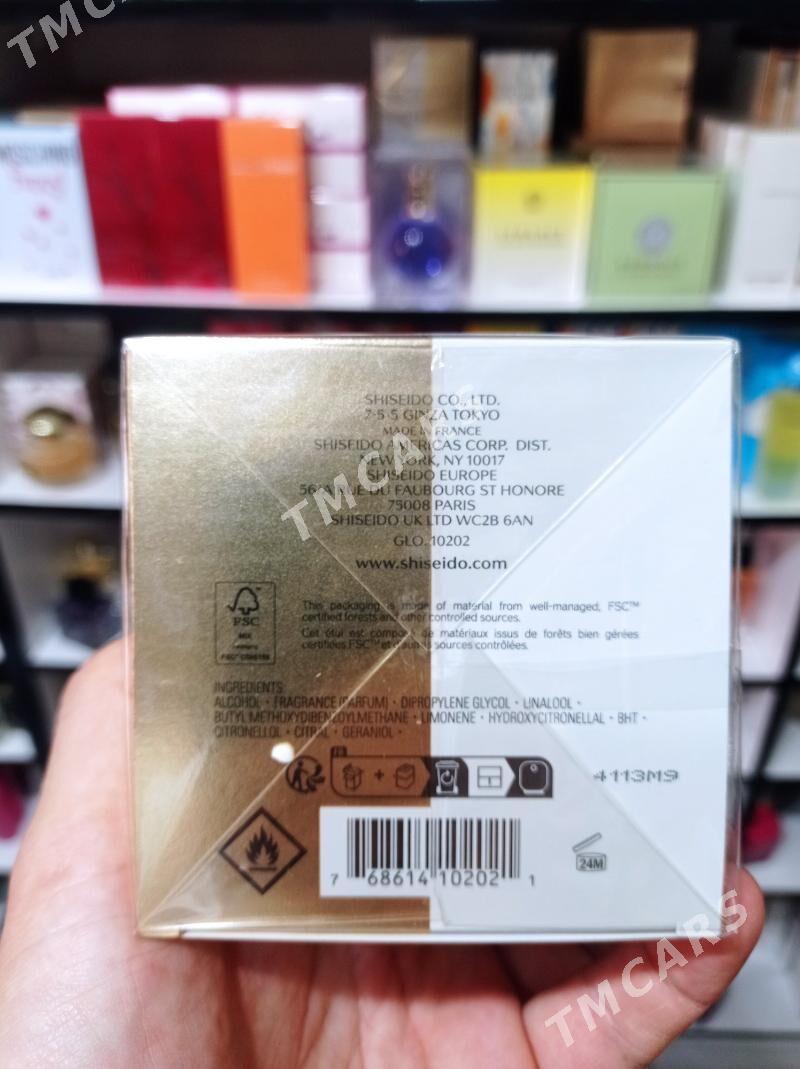 TMCARS
TMCARS
SHISEIDO CO., LTD.
7-5-5 GINZA TOKYO
MADE IN FRANCE
SHISEIDO AMERICAS CORP. DIST.
NEW YORK, NY 10017
SHISEIDO EUROPE
56/A RUE DU FAUBOURG ST HONORE
75008 PARIS
SHISEIDO UK LTD WC2B 6AN
GLO. 10202
www.shiseido.com
TMCARS
FSC
MIX
This packaging is made of material from well-managed, FSC™
certified forests and other controlled sources.
Cet étui est composé de matériaux issus de forêts bien gérées
certifiées FSC™ et d'autres sources contrôlées.
INGREDIENTS:
ALCOHOL · FRAGRANCE (PARFUM) · DIPROPYLENE GLYCOL · LINALOOL ·
BUTYL METHOXYDIBENZOYLMETHANE · LIMONENE · HYDROXYCITRONELLAL · BHT ·
CITRONELLOL · CITRAL · GERANIOL ·
FR
4113M9
7 68614 10202 1
24M
TMCARS
TMCARS